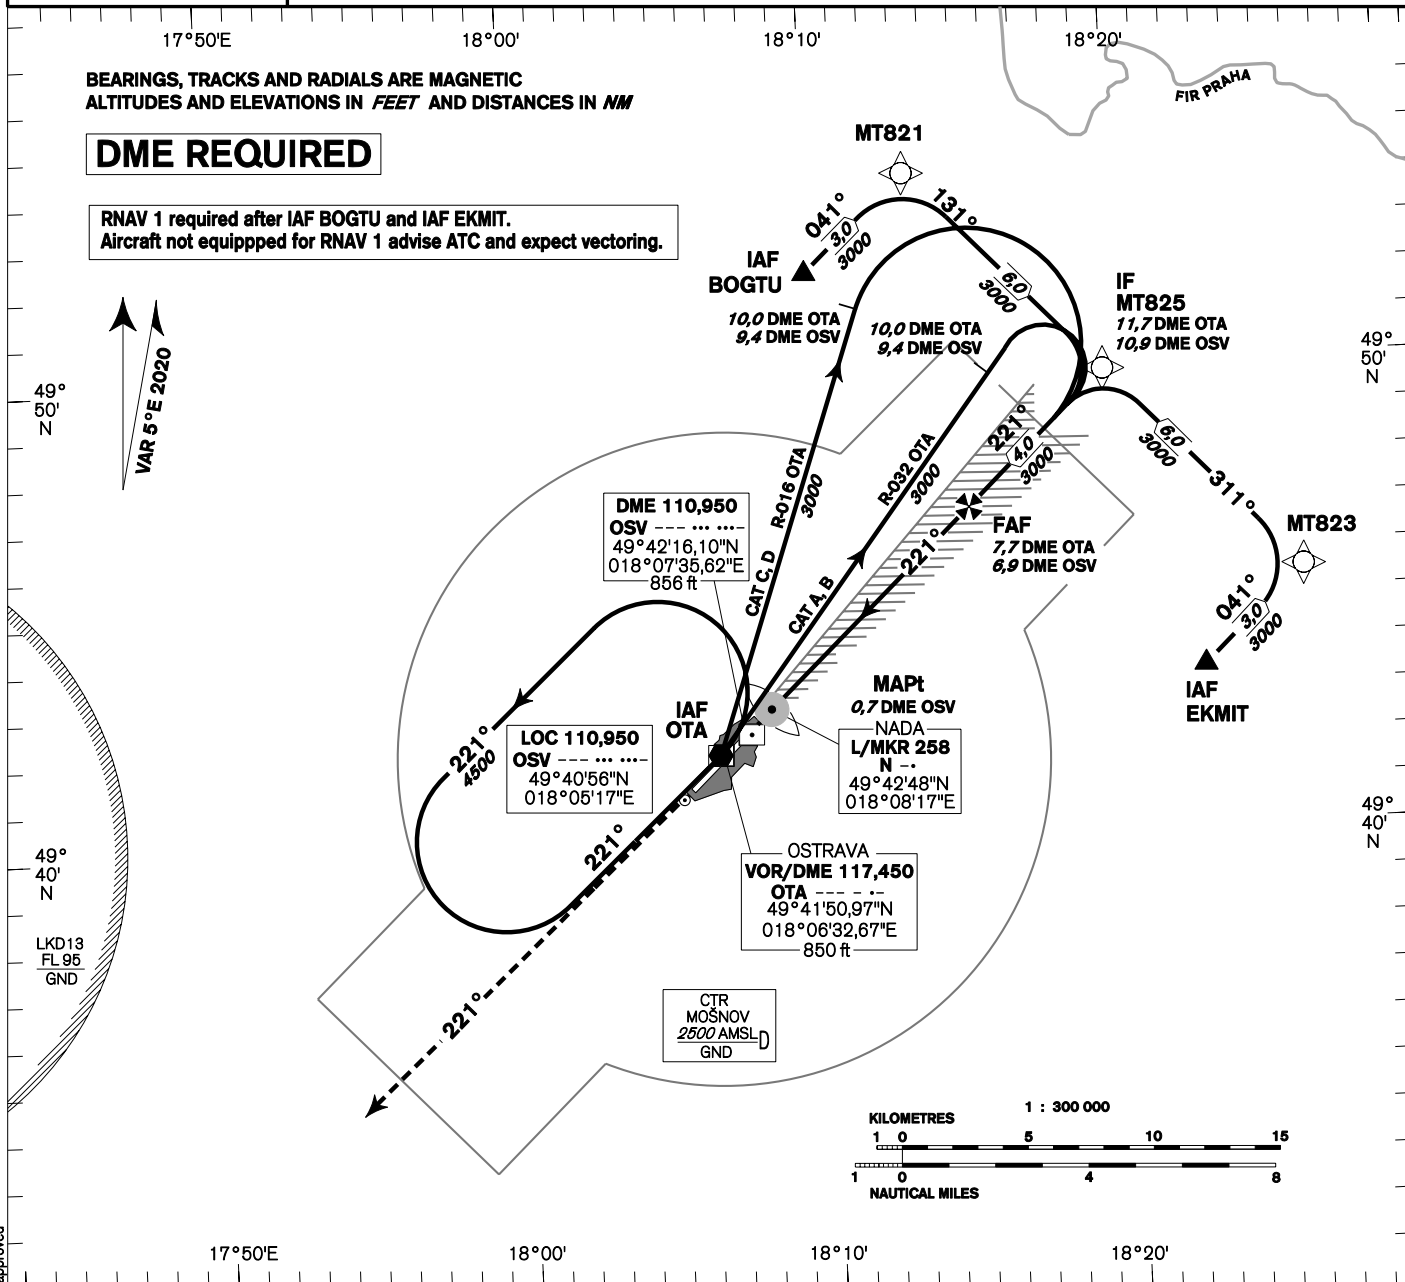 17°50'E
18°00'
18°10'
18°20'
BEARINGS, TRACKS AND RADIALS ARE MAGNETIC
ALTITUDES AND ELEVATIONS IN FEET AND DISTANCES IN NM
DME REQUIRED
RNAV 1 required after IAF BOGTU and IAF EKMIT.
Aircraft not equippped for RNAV 1 advise ATC and expect vectoring.
VAR 5°E 2020
FIR PRAHA
MT821
041°
3,0
3000
131°
IAF
BOGTU
6,0
3000
IF
MT825
11,7 DME OTA
10,9 DME OSV
10,0 DME OTA
9,4 DME OSV
10,0 DME OTA
9,4 DME OSV
49°
50'
N
49°
50'
N
221°
4,0
3000
6,0
3000
311°
MT823
041°
3,0
3000
IAF
EKMIT
R-016 OTA
3000
CAT C, D
R-032 OTA
3000
CAT A, B
FAF
7,7 DME OTA
6,9 DME OSV
221°
DME 110,950
OSV --- ··· ···-
49°42'16,10"N
018°07'35,62"E
856 ft
MAPt
0,7 DME OSV
NADA
L/MKR 258
N -·
49°42'48"N
018°08'17"E
IAF
OTA
LOC 110,950
OSV --- ··· ···-
49°40'56"N
018°05'17"E
221°
4500
221°
OSTRAVA
VOR/DME 117,450
OTA --- - ·-
49°41'50,97"N
018°06'32,67"E
850 ft
49°
40'
N
49°
40'
N
LKD13
FL 95
GND
221°
CTR
MOŠNOV
2500 AMSL
GND
D
1 : 300 000
KILOMETRES
1 0 5 10 15
1 0 4 8
NAUTICAL MILES
approved
17°50'E
18°00'
18°10'
18°20'